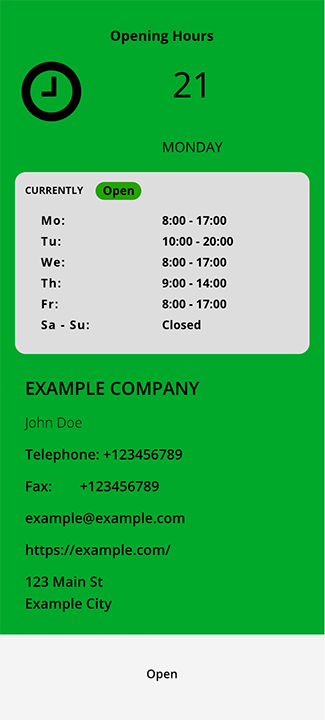 Opening Hours
21
MONDAY
CURRENTLY Open
Mo: 8:00 - 17:00
Tu: 10:00 - 20:00
We: 8:00 - 17:00
Th: 9:00 - 14:00
Fr: 8:00 - 17:00
Sa - Su: Closed
EXAMPLE COMPANY
John Doe
Telephone: +123456789
Fax: +123456789
example@example.com
https://example.com/
123 Main St
Example City
Open